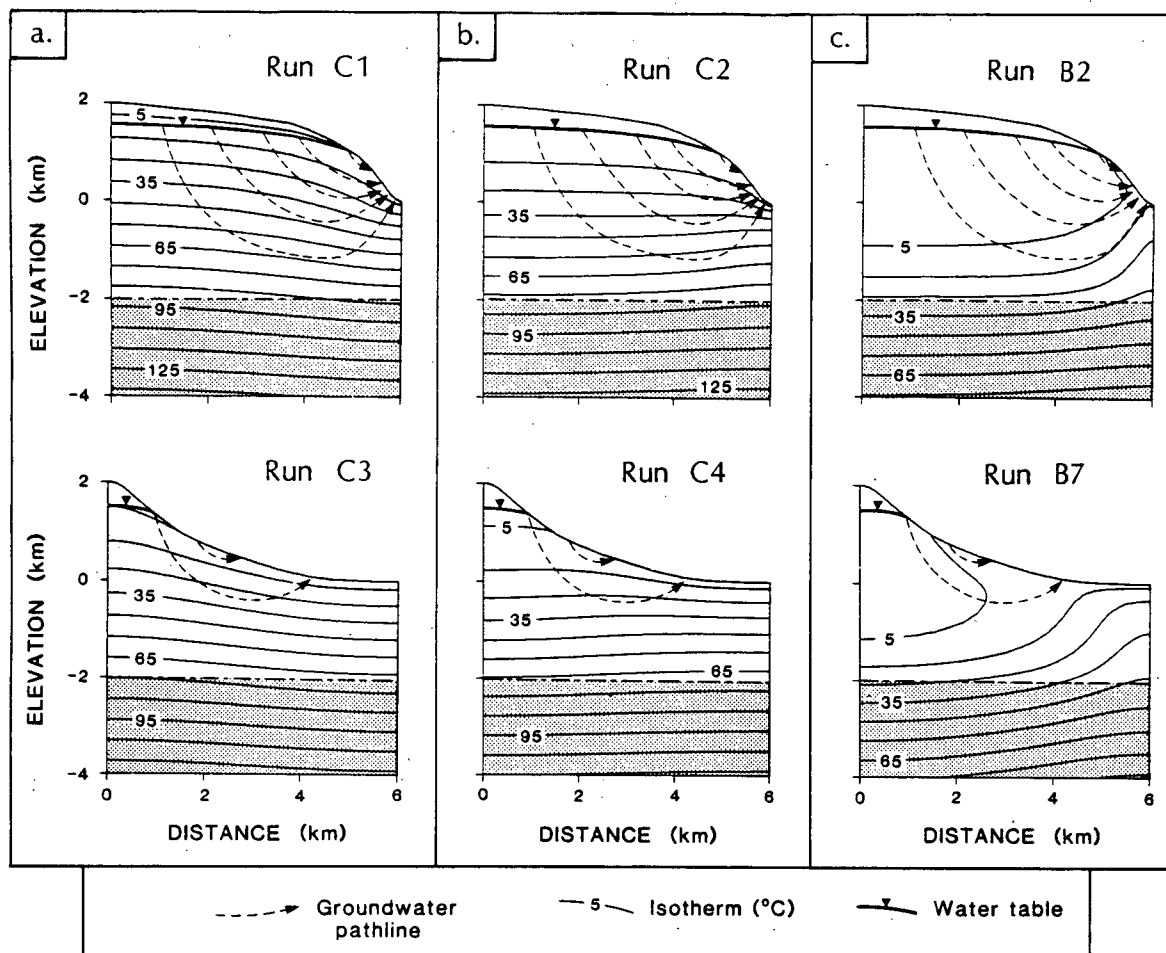 a.
Run C1
b.
Run C2
c.
Run B2
ELEVATION (km)
2
0
-2
-4
5
35
65
95
125
35
65
95
125
5
35
65
Run C3
Run C4
Run B7
ELEVATION (km)
2
0
-2
-4
35
65
95
5
35
65
95
5
35
65
0 2 4 6
0 2 4 6
0 2 4 6
DISTANCE (km)
DISTANCE (km)
DISTANCE (km)
Groundwater
pathline
5 Isotherm (°C)
Water table